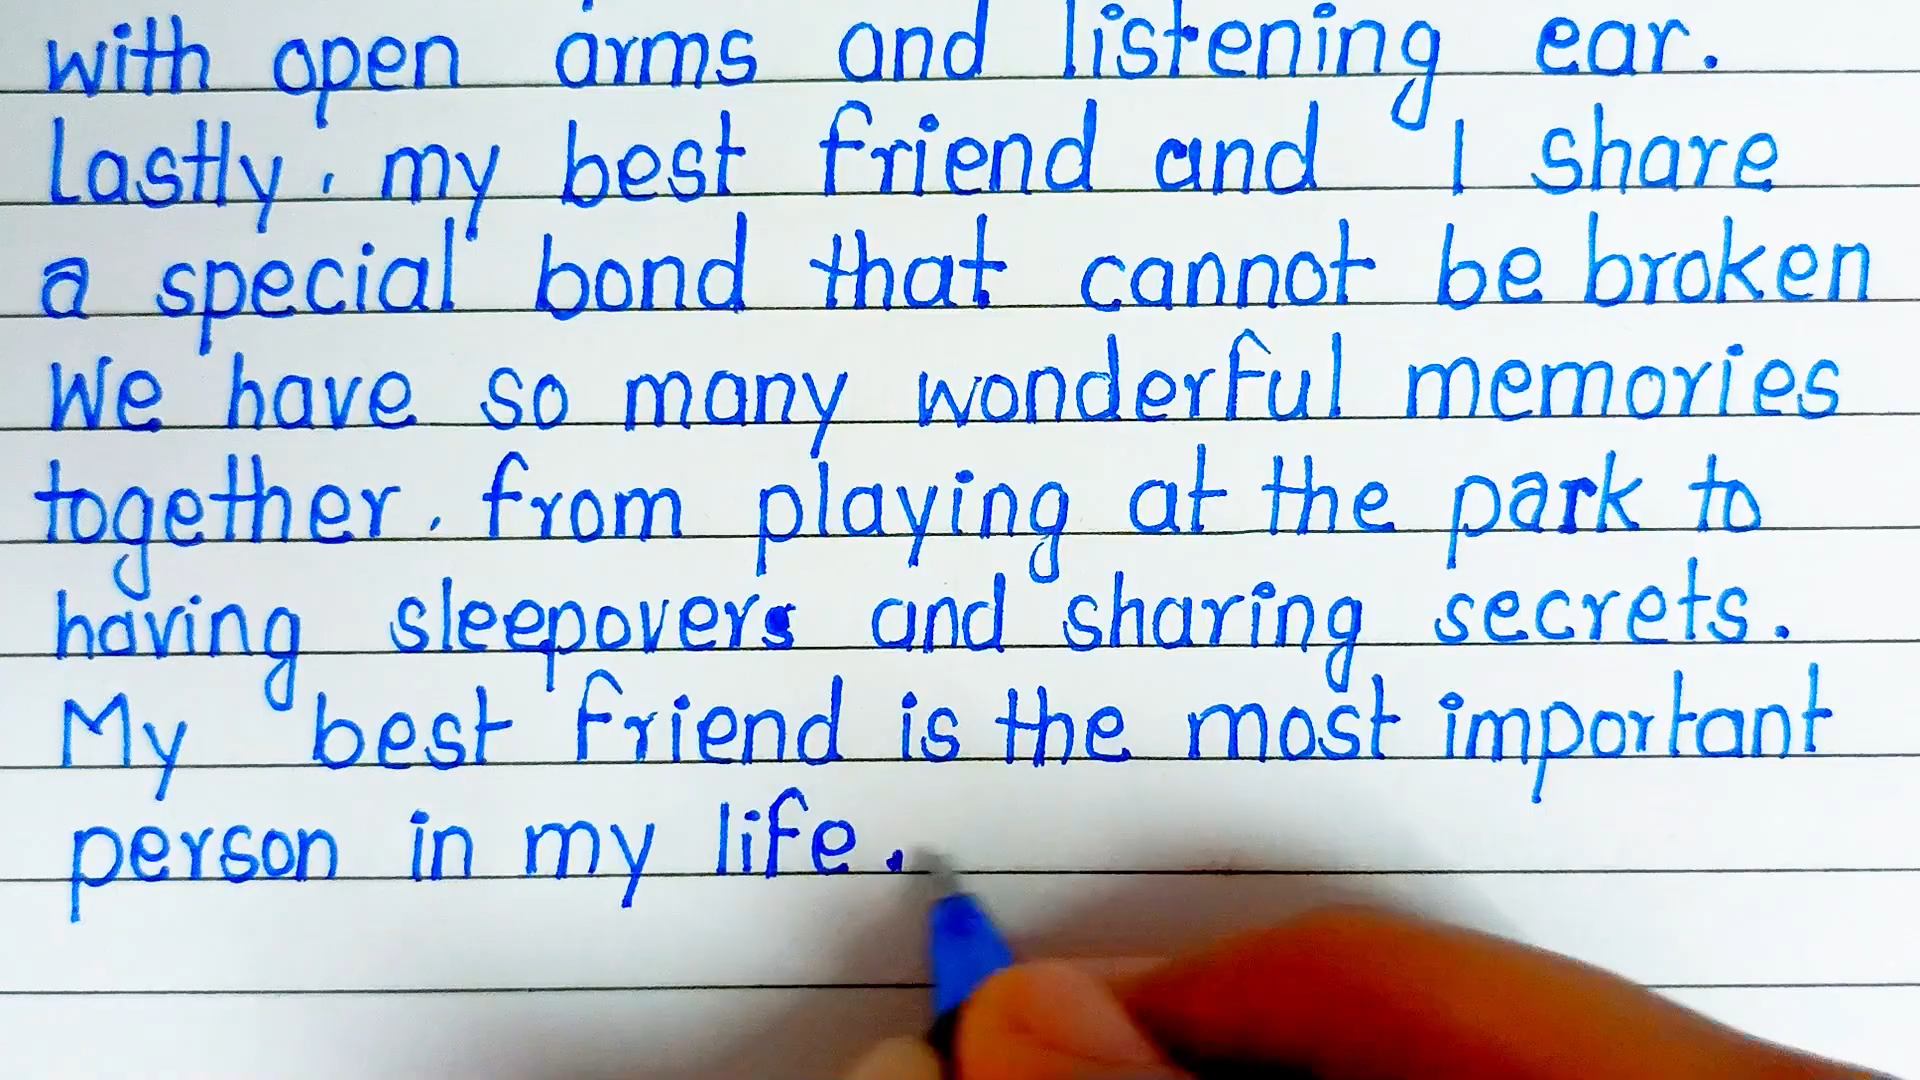 with open arms and listening ear.
Lastly, my best friend and I share
a special bond that cannot be broken
We have so many wonderful memories
together, from playing at the park to
having sleepovers and sharing secrets.
My best friend is the most important
person in my life.